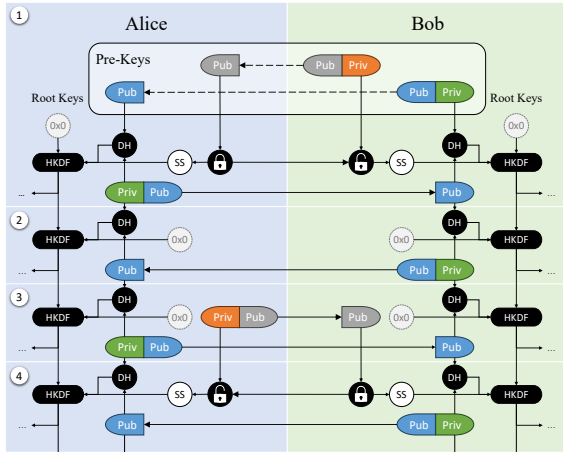 1
Alice
Bob
Pre-Keys
Pub
Pub Priv
Pub
Pub Priv
Root Keys
Root Keys
0x0
0x0
DH
DH
HKDF
SS
SS
HKDF
...
Priv Pub
Pub
...
2
DH
DH
HKDF
0x0
0x0
HKDF
...
Pub
Pub Priv
...
3
DH
DH
HKDF
0x0
Priv Pub
Pub
0x0
HKDF
...
Priv Pub
Pub
...
4
DH
DH
HKDF
SS
SS
HKDF
...
Pub
Pub Priv
...